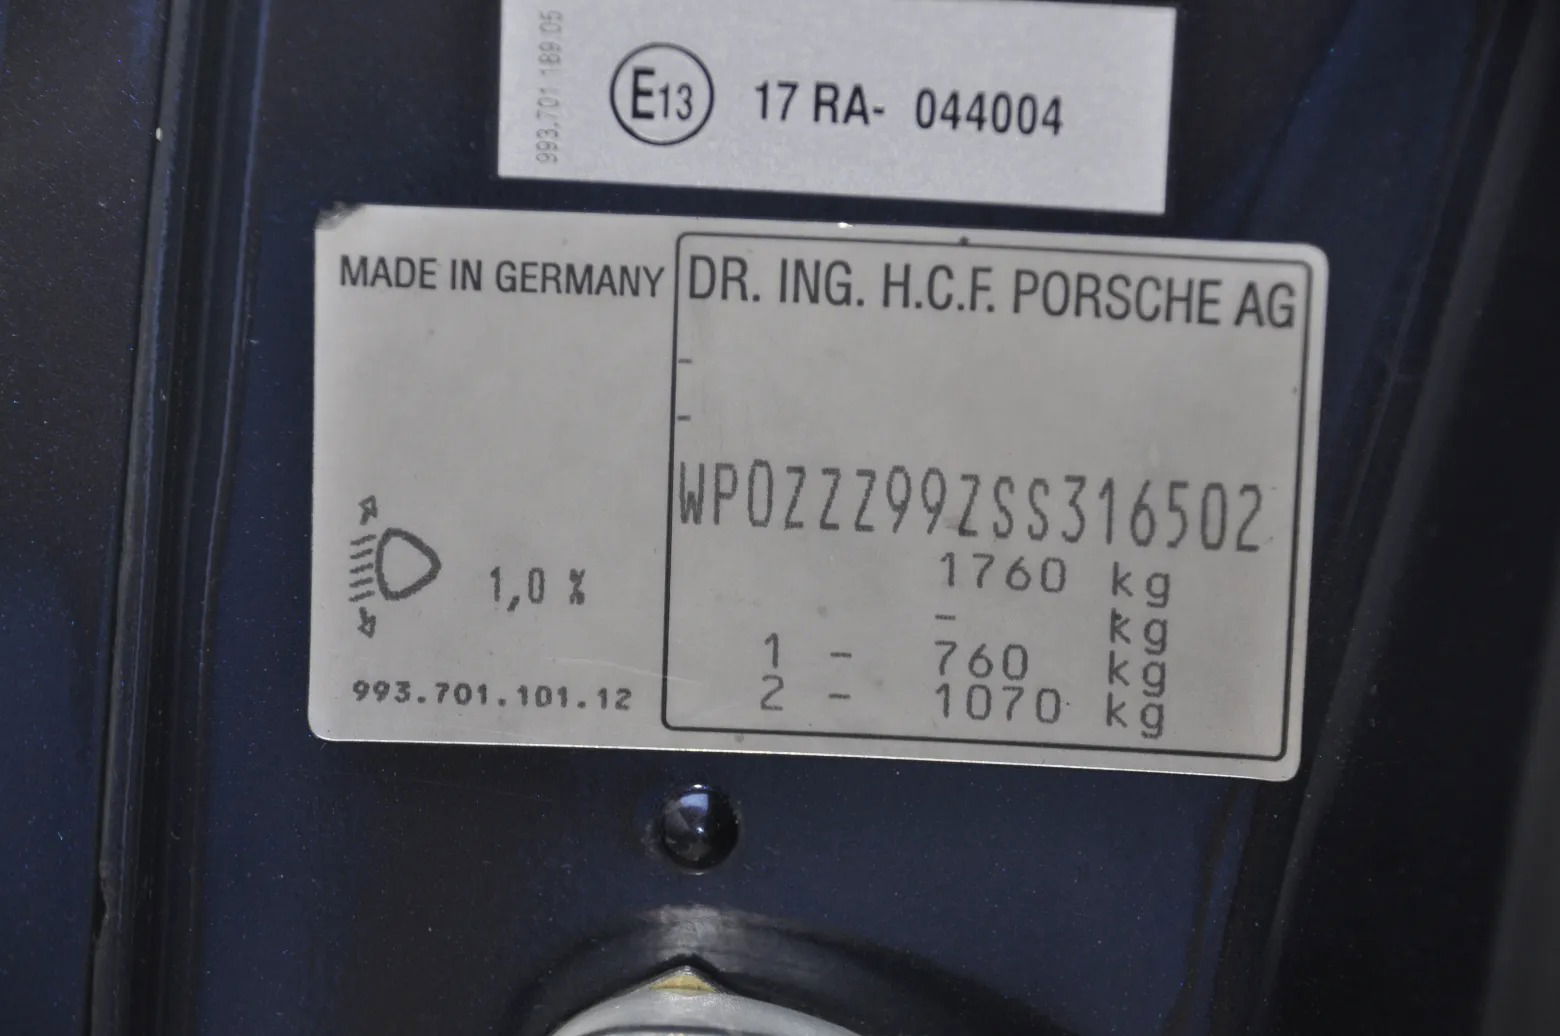 993.701 189.05
E13 17 RA- 044004
MADE IN GERMANY
DR. ING. H.C.F. PORSCHE AG
-
-
WP0ZZZ99ZSS316502
1760 kg
- kg
1 - 760 kg
2 - 1070 kg
1,0 %
993.701.101.12